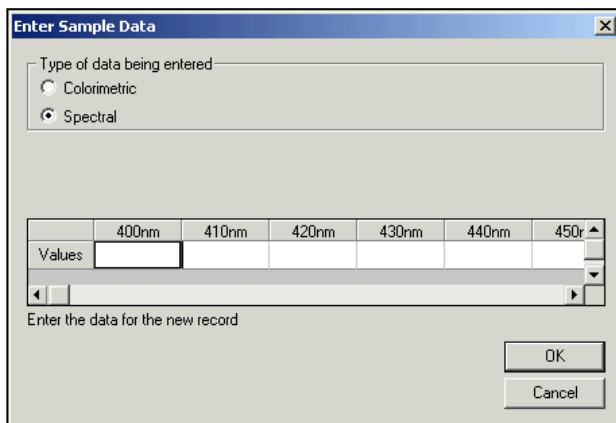 Enter Sample Data
Type of data being entered
Colorimetric
Spectral
400nm 410nm 420nm 430nm 440nm 450r
Values
Enter the data for the new record
OK
Cancel